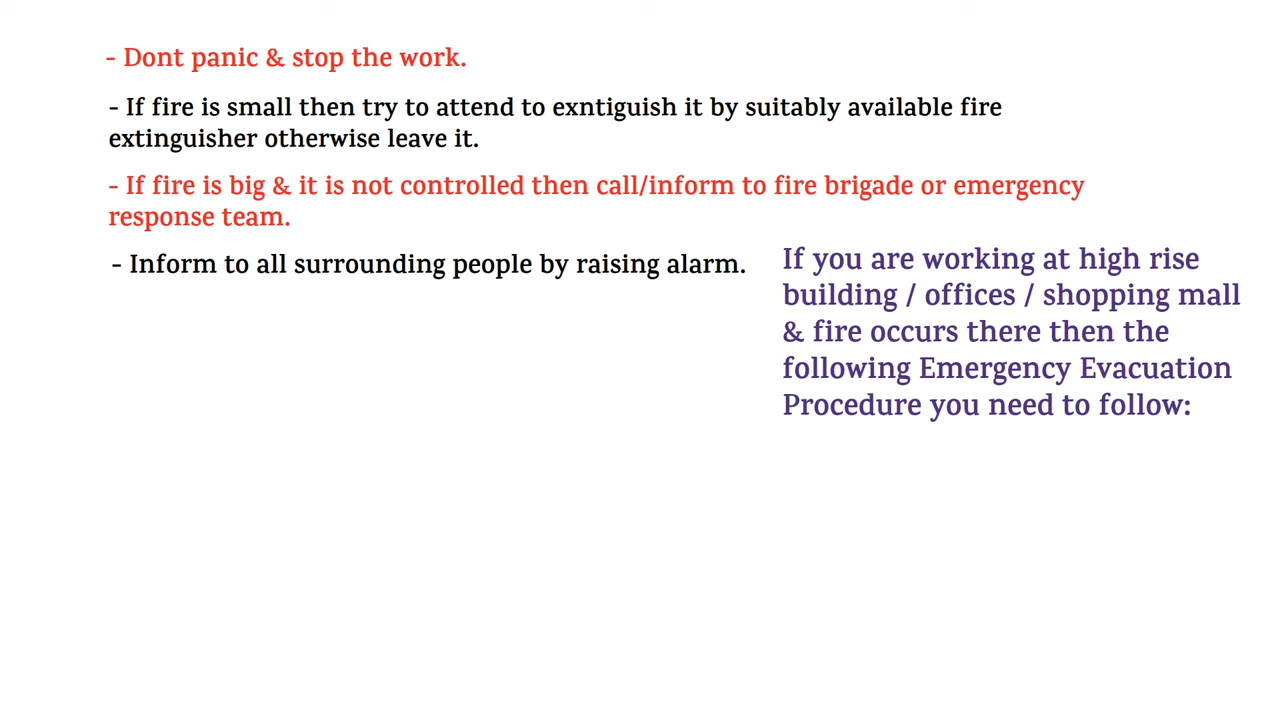 - Dont panic & stop the work.
- If fire is small then try to attend to exntiguish it by suitably available fire
extinguisher otherwise leave it.
- If fire is big & it is not controlled then call/inform to fire brigade or emergency
response team.
- Inform to all surrounding people by raising alarm.
If you are working at high rise
building / offices / shopping mall
& fire occurs there then the
following Emergency Evacuation
Procedure you need to follow: